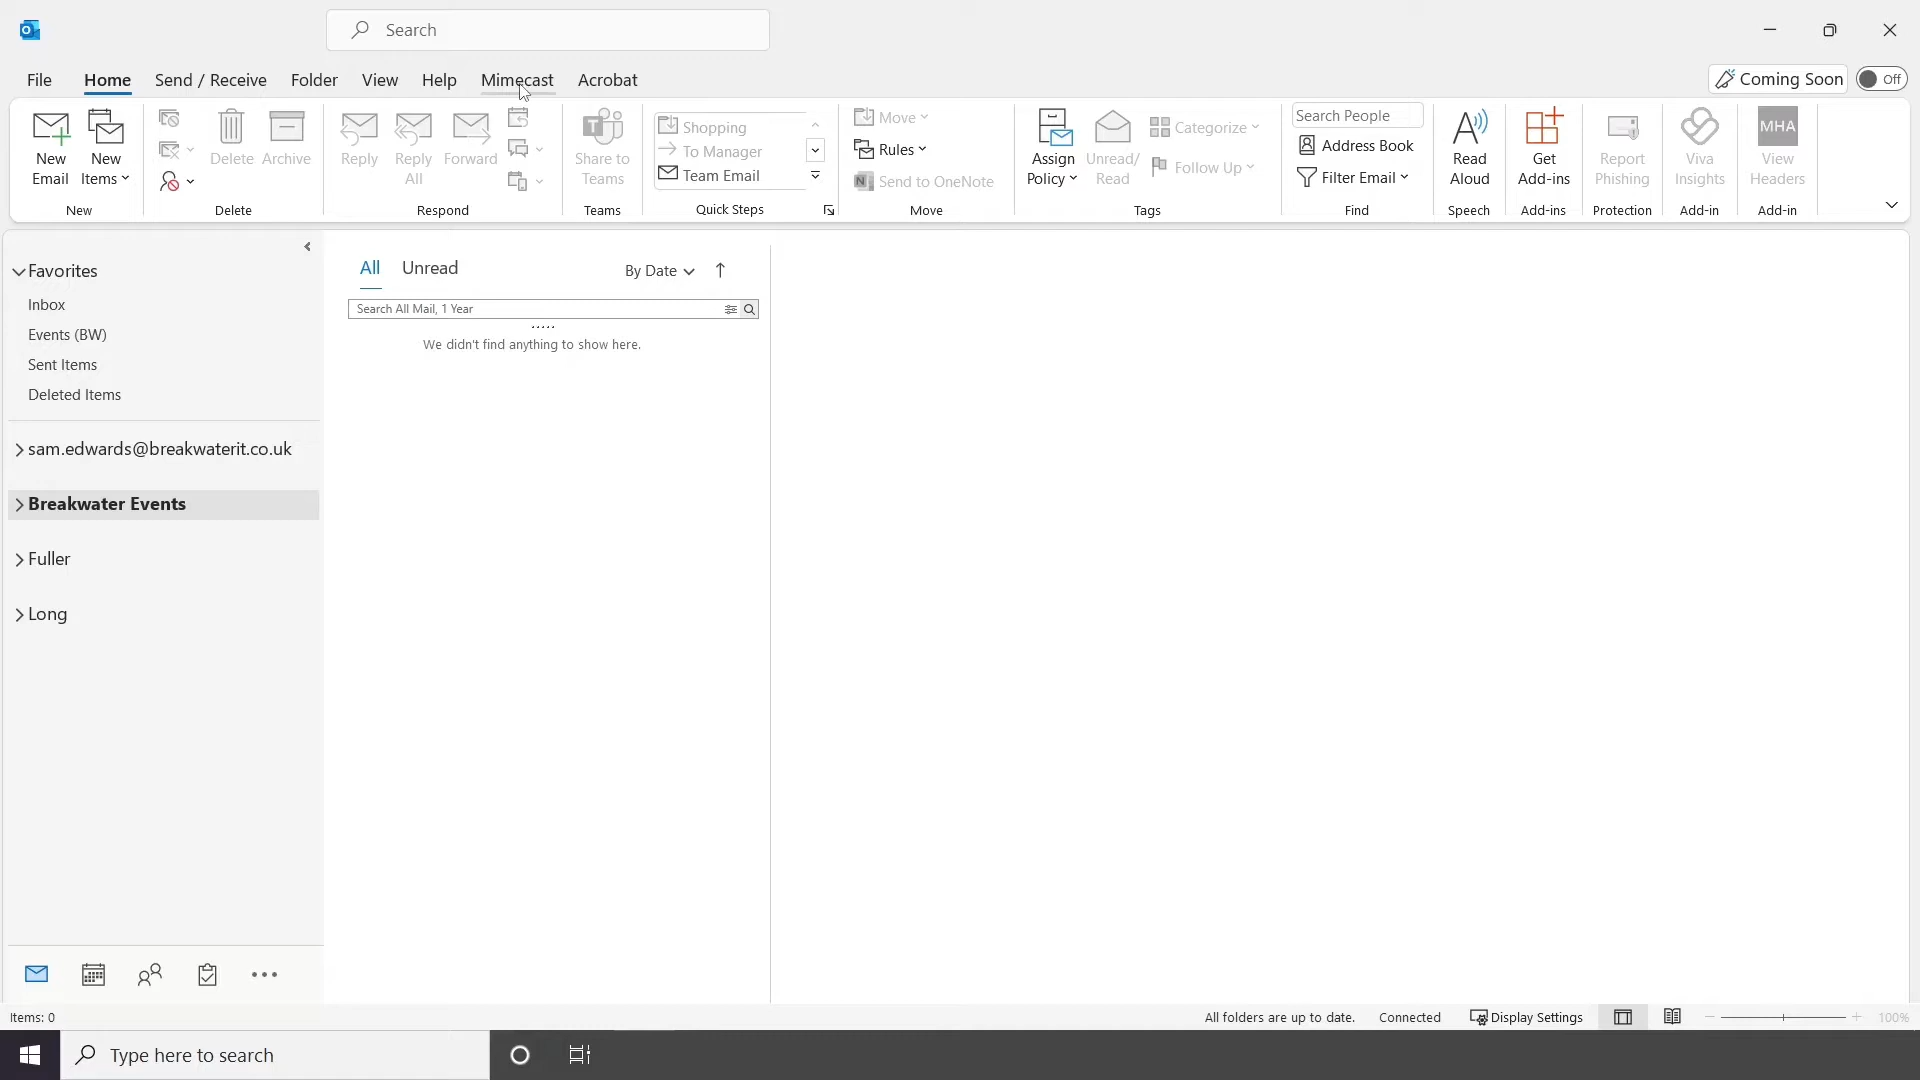 Search
File Home Send / Receive Folder View Help Mimecast Acrobat
Coming Soon Off
New Email
New Items
New
Delete
Archive
Delete
Reply
Reply All
Forward
Respond
Share to Teams
Teams
Shopping
To Manager
Team Email
Quick Steps
Move
Rules
Send to OneNote
Move
Assign Policy
Unread/ Read
Categorize
Follow Up
Tags
Search People
Address Book
Filter Email
Find
Read Aloud
Speech
Get Add-ins
Add-ins
Report Phishing
Protection
Viva Insights
Add-in
MHA
View Headers
Add-in
Favorites
Inbox
Events (BW)
Sent Items
Deleted Items
sam.edwards@breakwaterit.co.uk
Breakwater Events
Fuller
Long
All Unread By Date
Search All Mail, 1 Year
We didn't find anything to show here.
Items: 0
All folders are up to date. Connected Display Settings 100%
Type here to search